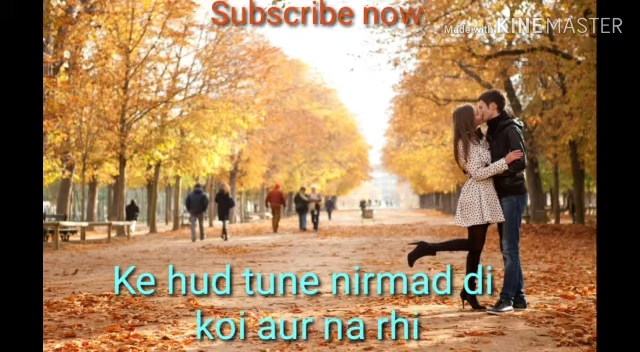 Subscribe now
Made with KINEMASTER
Ke hud tune nirmad di
koi aur na rhi